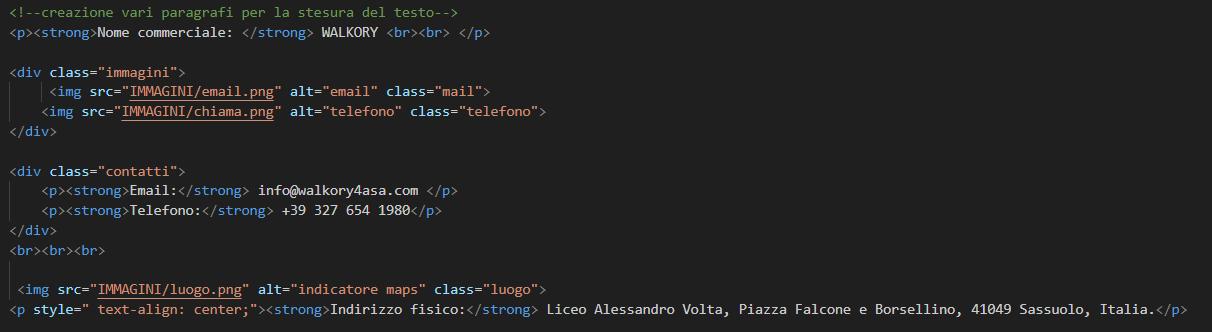 <!--creazione vari paragrafi per la stesura del testo-->
<p><strong>Nome commerciale: </strong> WALKORY <br><br> </p>
<div class="immagini">
<img src="IMMAGINI/email.png" alt="email" class="mail">
<img src="IMMAGINI/chiama.png" alt="telefono" class="telefono">
</div>
<div class="contatti">
<p><strong>Email:</strong> info@walkory4asa.com </p>
<p><strong>Telefono:</strong> +39 327 654 1980</p>
</div>
<br><br><br>
<img src="IMMAGINI/luogo.png" alt="indicatore maps" class="luogo">
<p style=" text-align: center;"><strong>Indirizzo fisico:</strong> Liceo Alessandro Volta, Piazza Falcone e Borsellino, 41049 Sassuolo, Italia.</p>